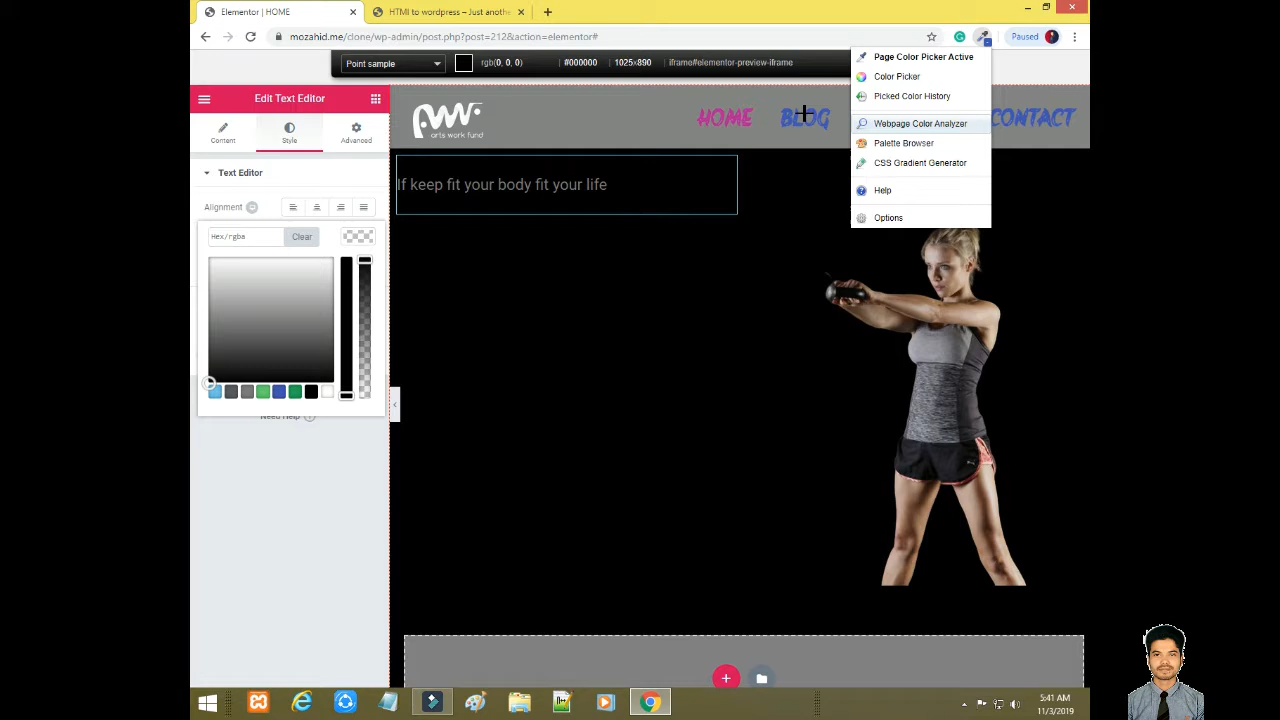 Elementor | HOME
HTMl to wordpress – Just anoth
mozahid.me/clone/wp-admin/post.php?post=212&action=elementor#
Paused
Point sample
rgb(0, 0, 0)
#000000
1025x890
iframe#elementor-preview-iframe
Page Color Picker Active
Color Picker
Picked Color History
Webpage Color Analyzer
Palette Browser
CSS Gradient Generator
Help
Options
Edit Text Editor
Content
Style
Advanced
Text Editor
Alignment
Hex/rgba
Clear
Need Help
arts work fund
HOME
BLOG
CONTACT
If keep fit your body fit your life
5:41 AM
11/3/2019